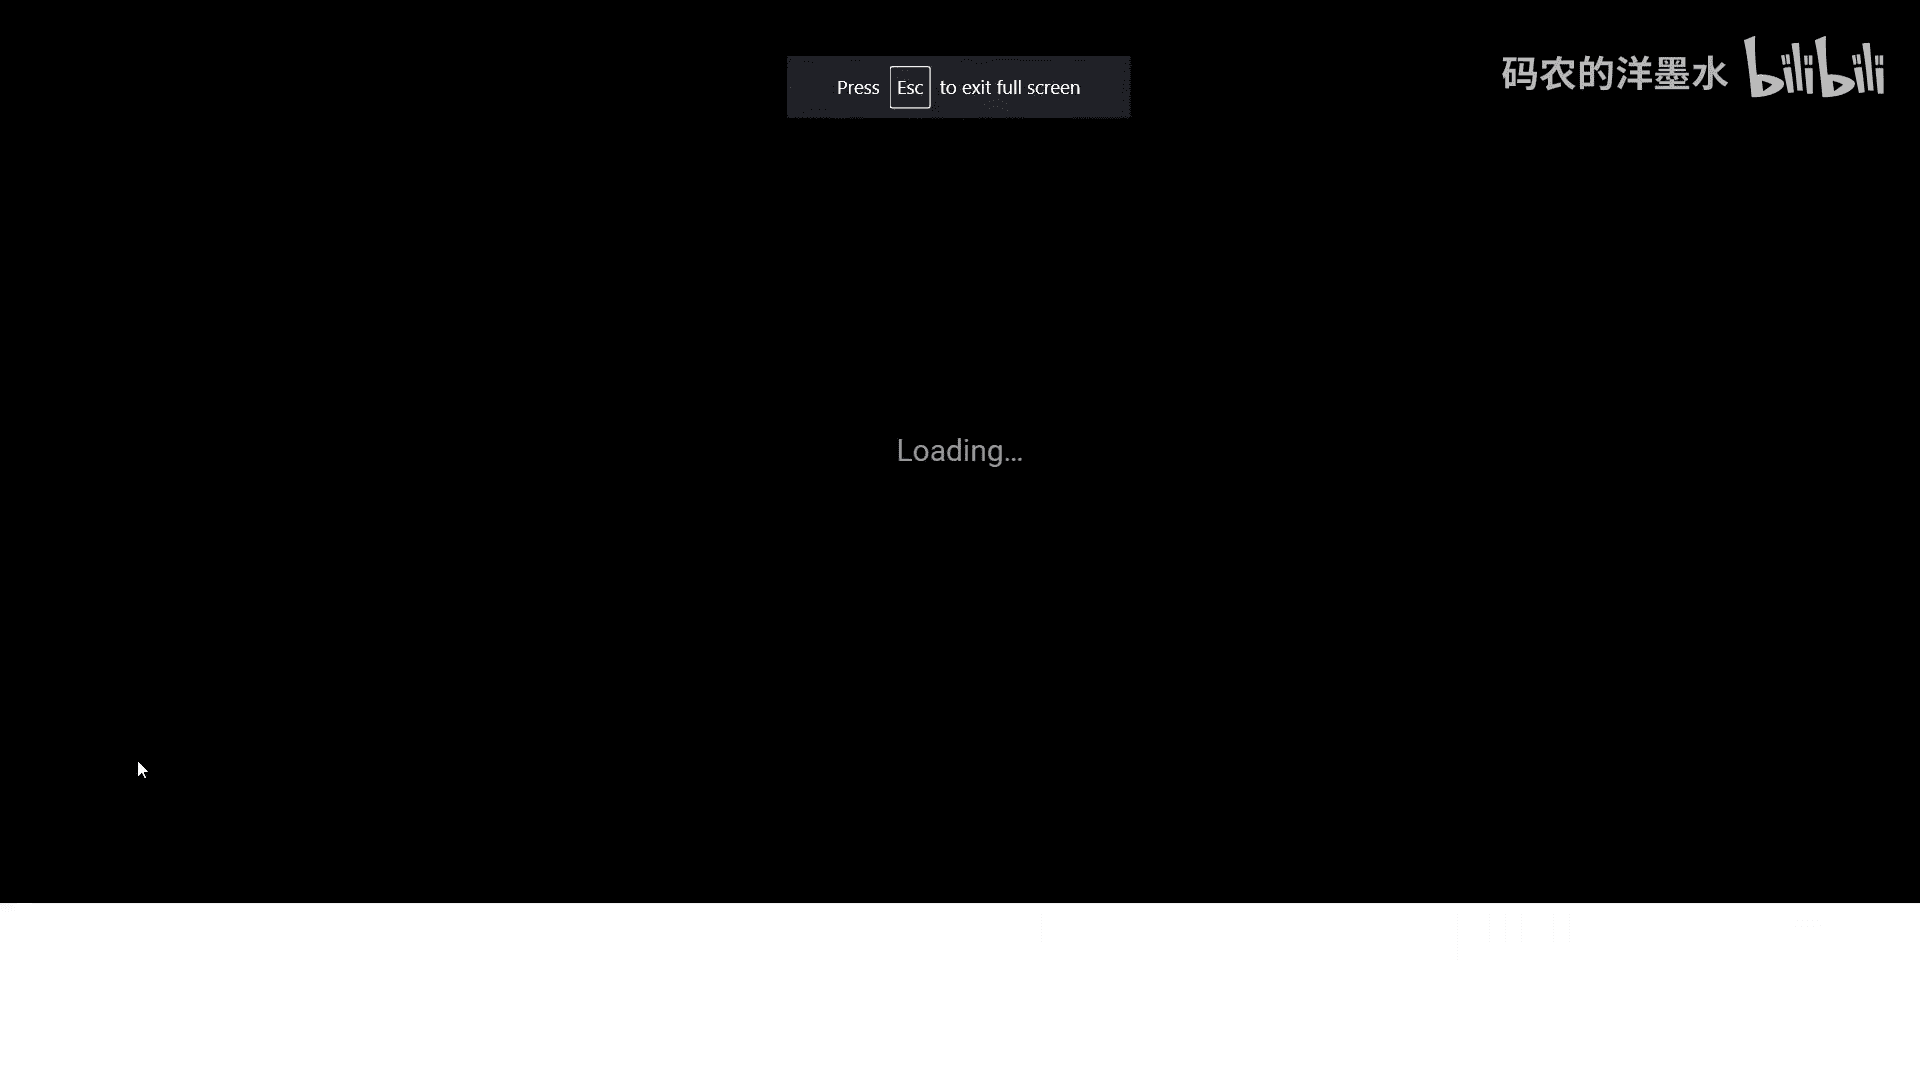 Press Esc to exit full screen
码农的洋墨水 bilibili
Loading...